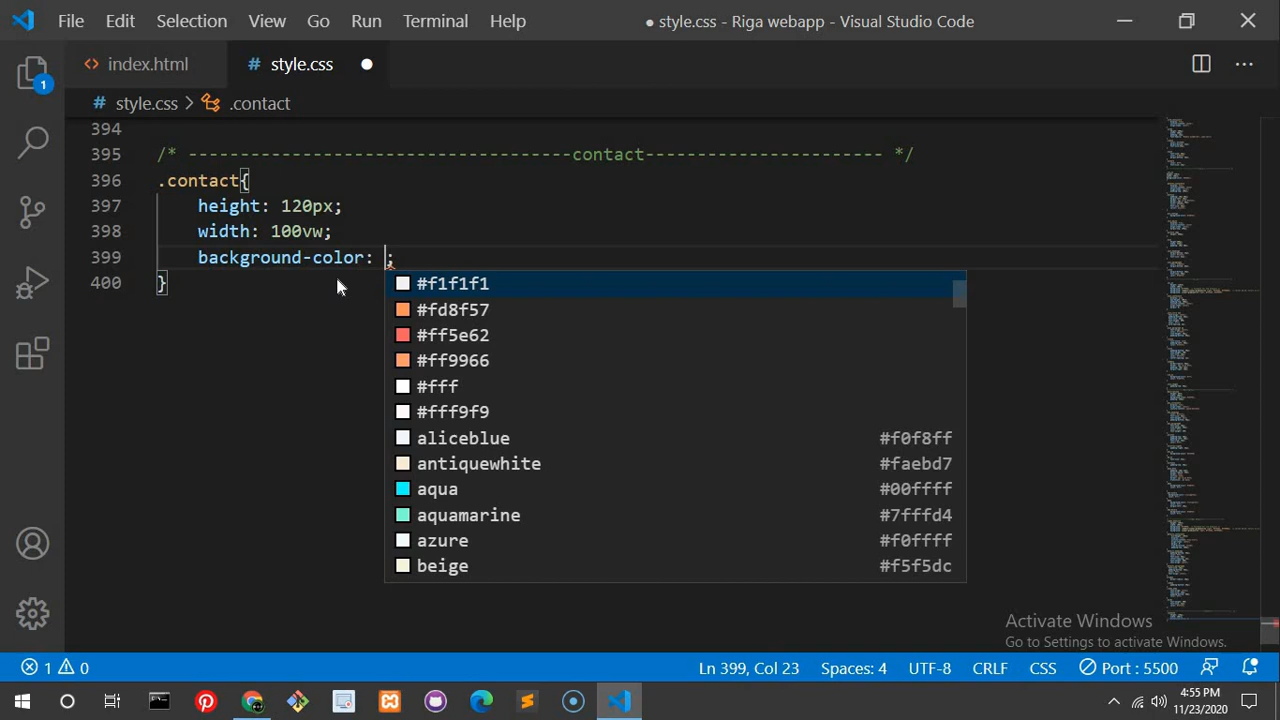 File Edit Selection View Go Run Terminal Help ● style.css - Riga webapp - Visual Studio Code
index.html # style.css
# style.css > .contact
394
395 /* -------------------------------------contact----------------------- */
396 .contact{
397 height: 120px;
398 width: 100vw;
399 background-color: ;
400 }
#f1f1f1
#fd8f57
#ff5e62
#ff9966
#fff
#fff9f9
aliceblue #f0f8ff
antiquewhite #faebd7
aqua #00ffff
aquamarine #7fffd4
azure #f0ffff
beige #f5f5dc
1
Activate Windows
Go to Settings to activate Windows.
1 0 Ln 399, Col 23 Spaces: 4 UTF-8 CRLF CSS Port : 5500
4:55 PM
11/23/2020